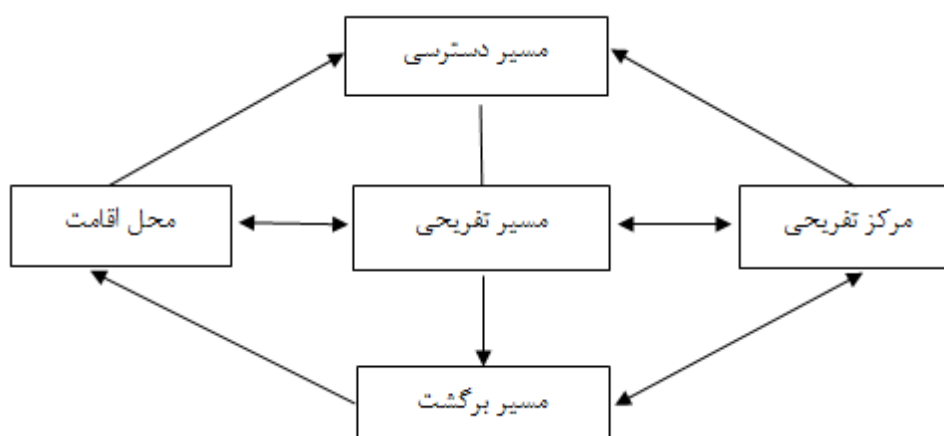 مسیر دسترسی
مرکز تفریحی
مسیر تفریحی
محل اقامت
مسیر برگشت